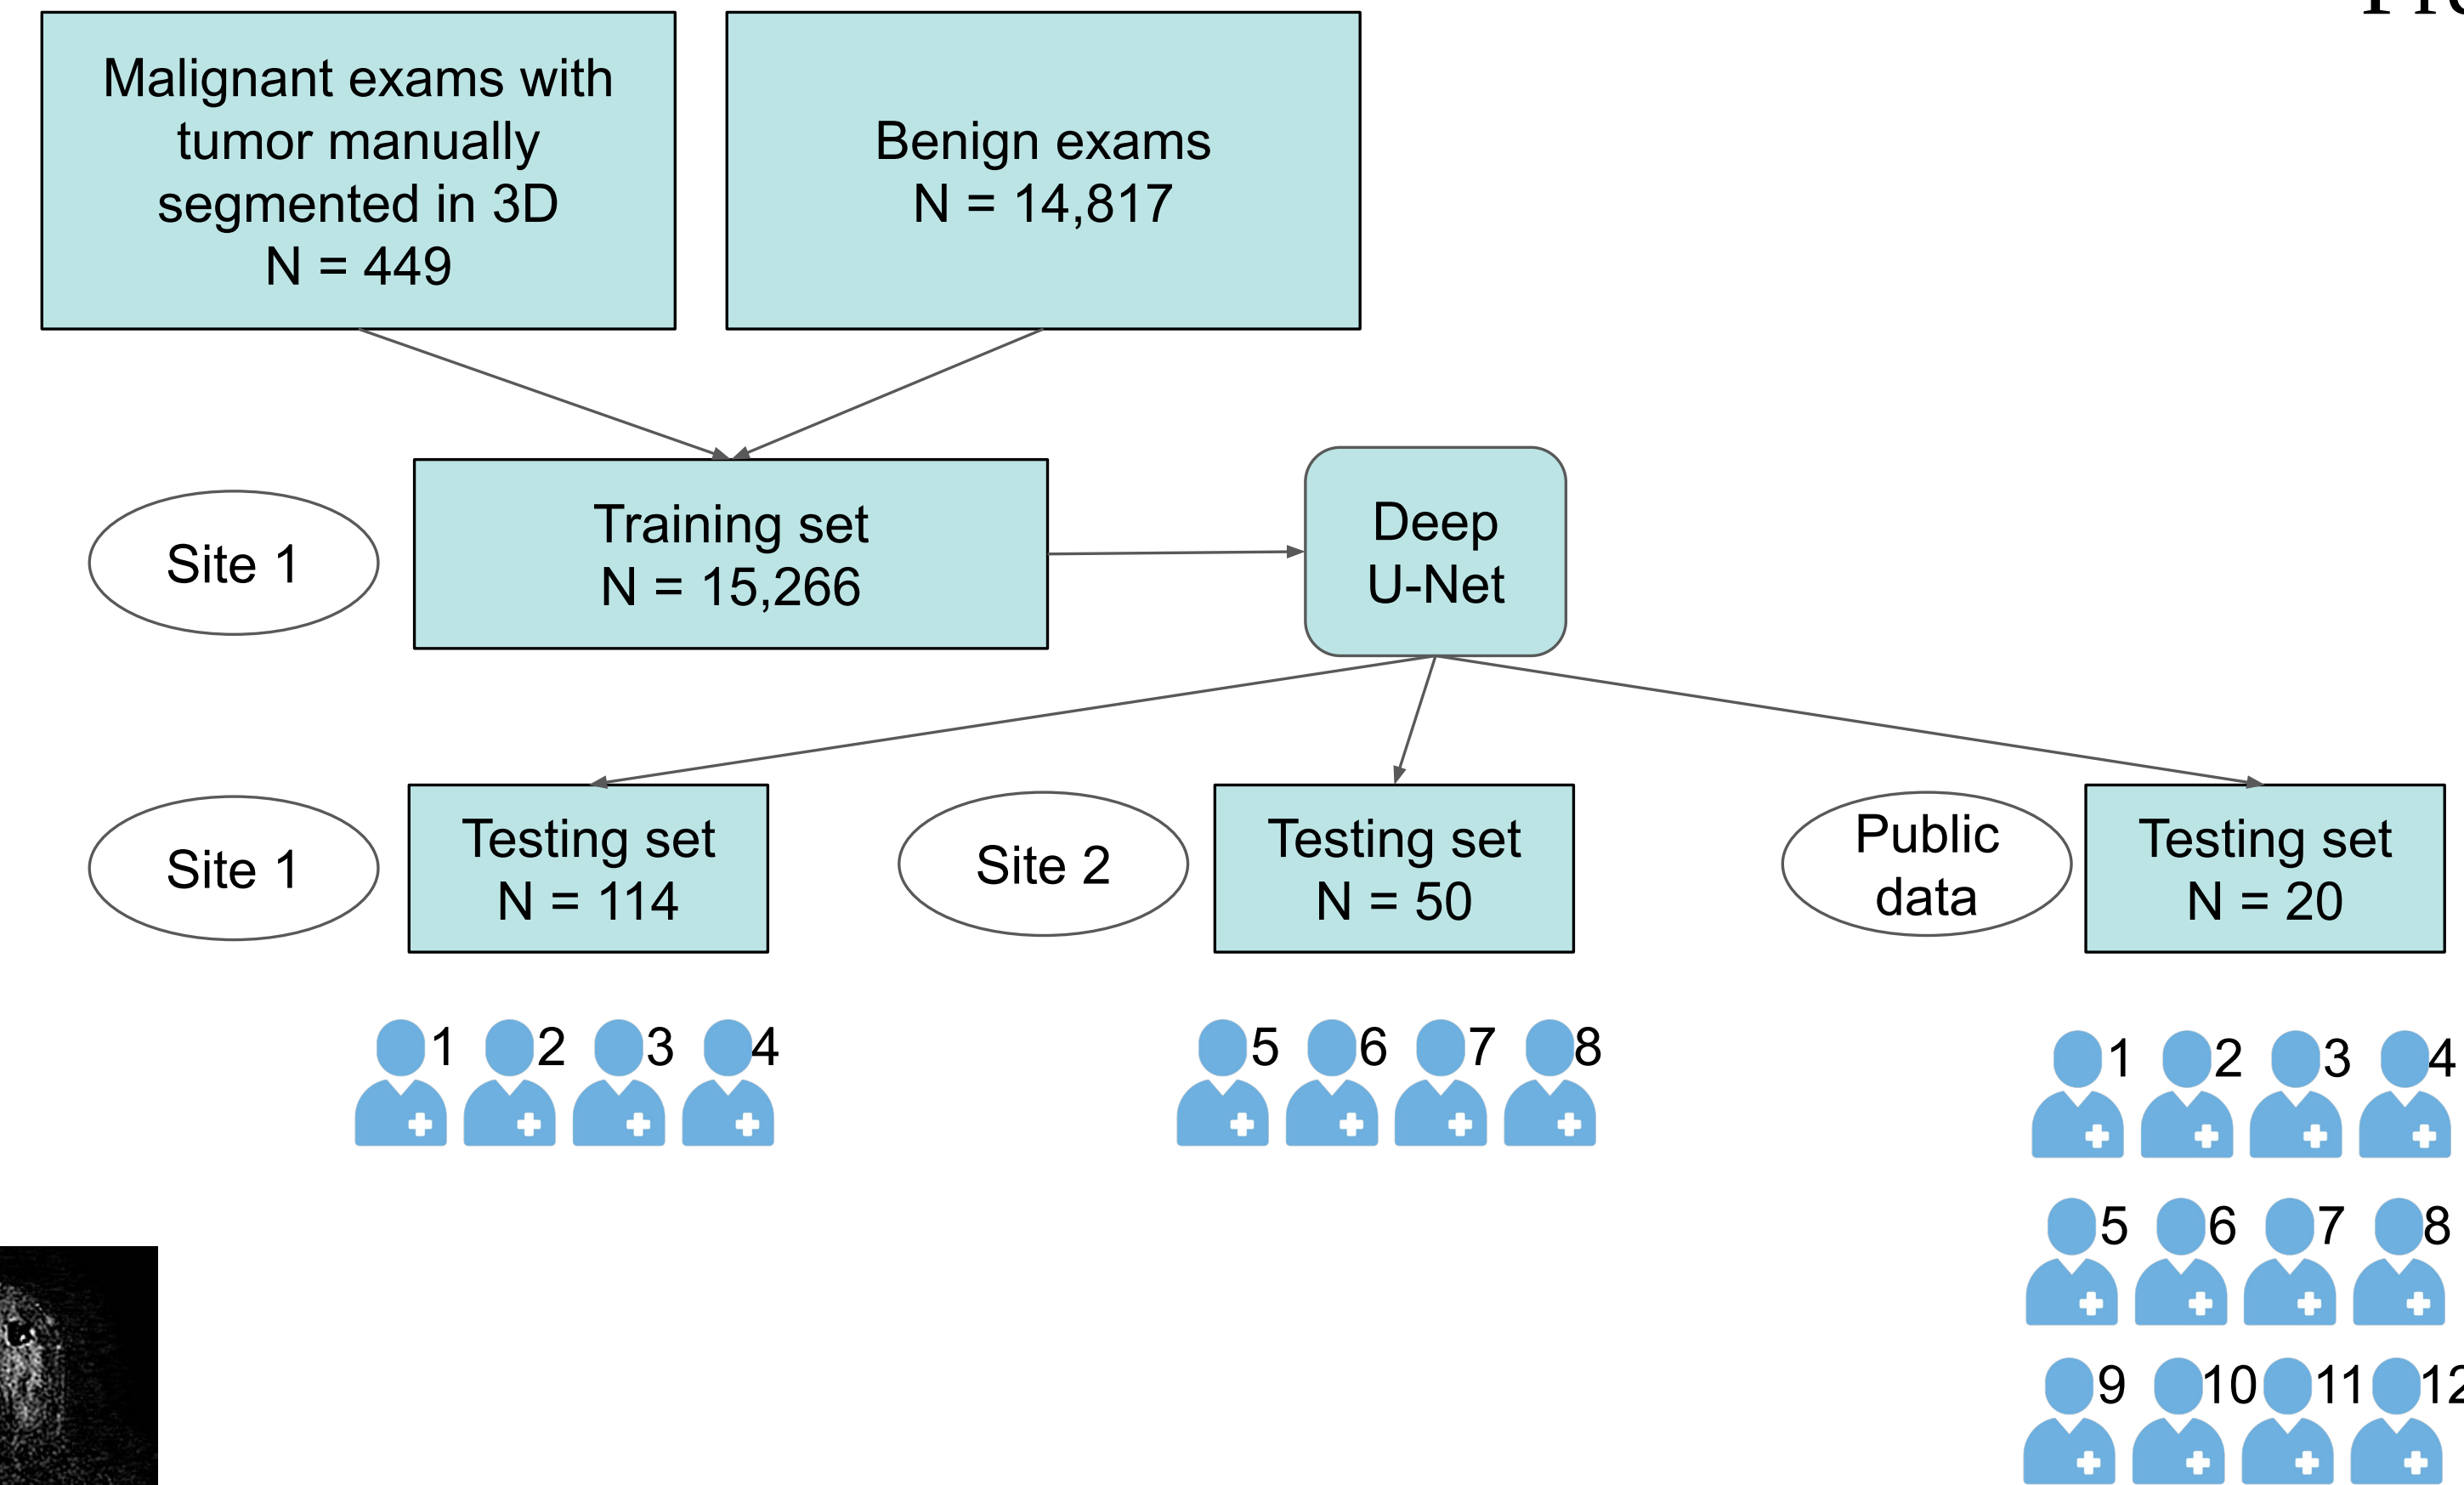 Malignant exams with
tumor manually
segmented in 3D
N = 449
Benign exams
N = 14,817
Site 1
Training set
N = 15,266
Deep
U-Net
Site 1
Testing set
N = 114
Site 2
Testing set
N = 50
Public
data
Testing set
N = 20
1 2 3 4
5 6 7 8
1 2 3 4
5 6 7 8
9 10 11 12